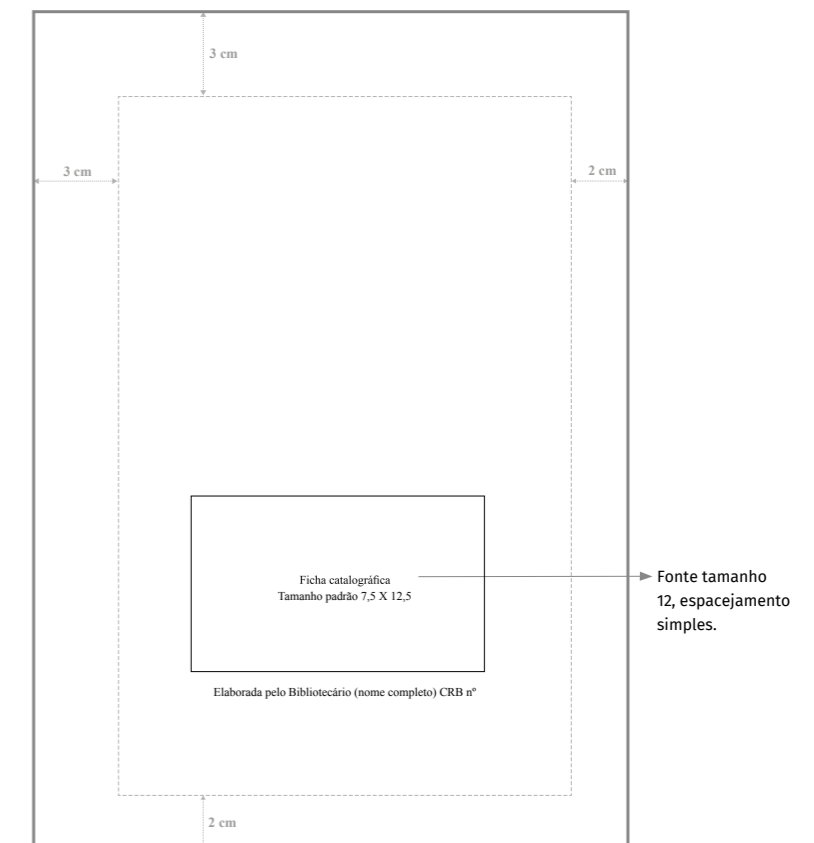 3 cm
3 cm
2 cm
Ficha catalográfica
Tamanho padrão 7,5 X 12,5
Fonte tamanho
12, espacejamento
simples.
Elaborada pelo Bibliotecário (nome completo) CRB nº
2 cm